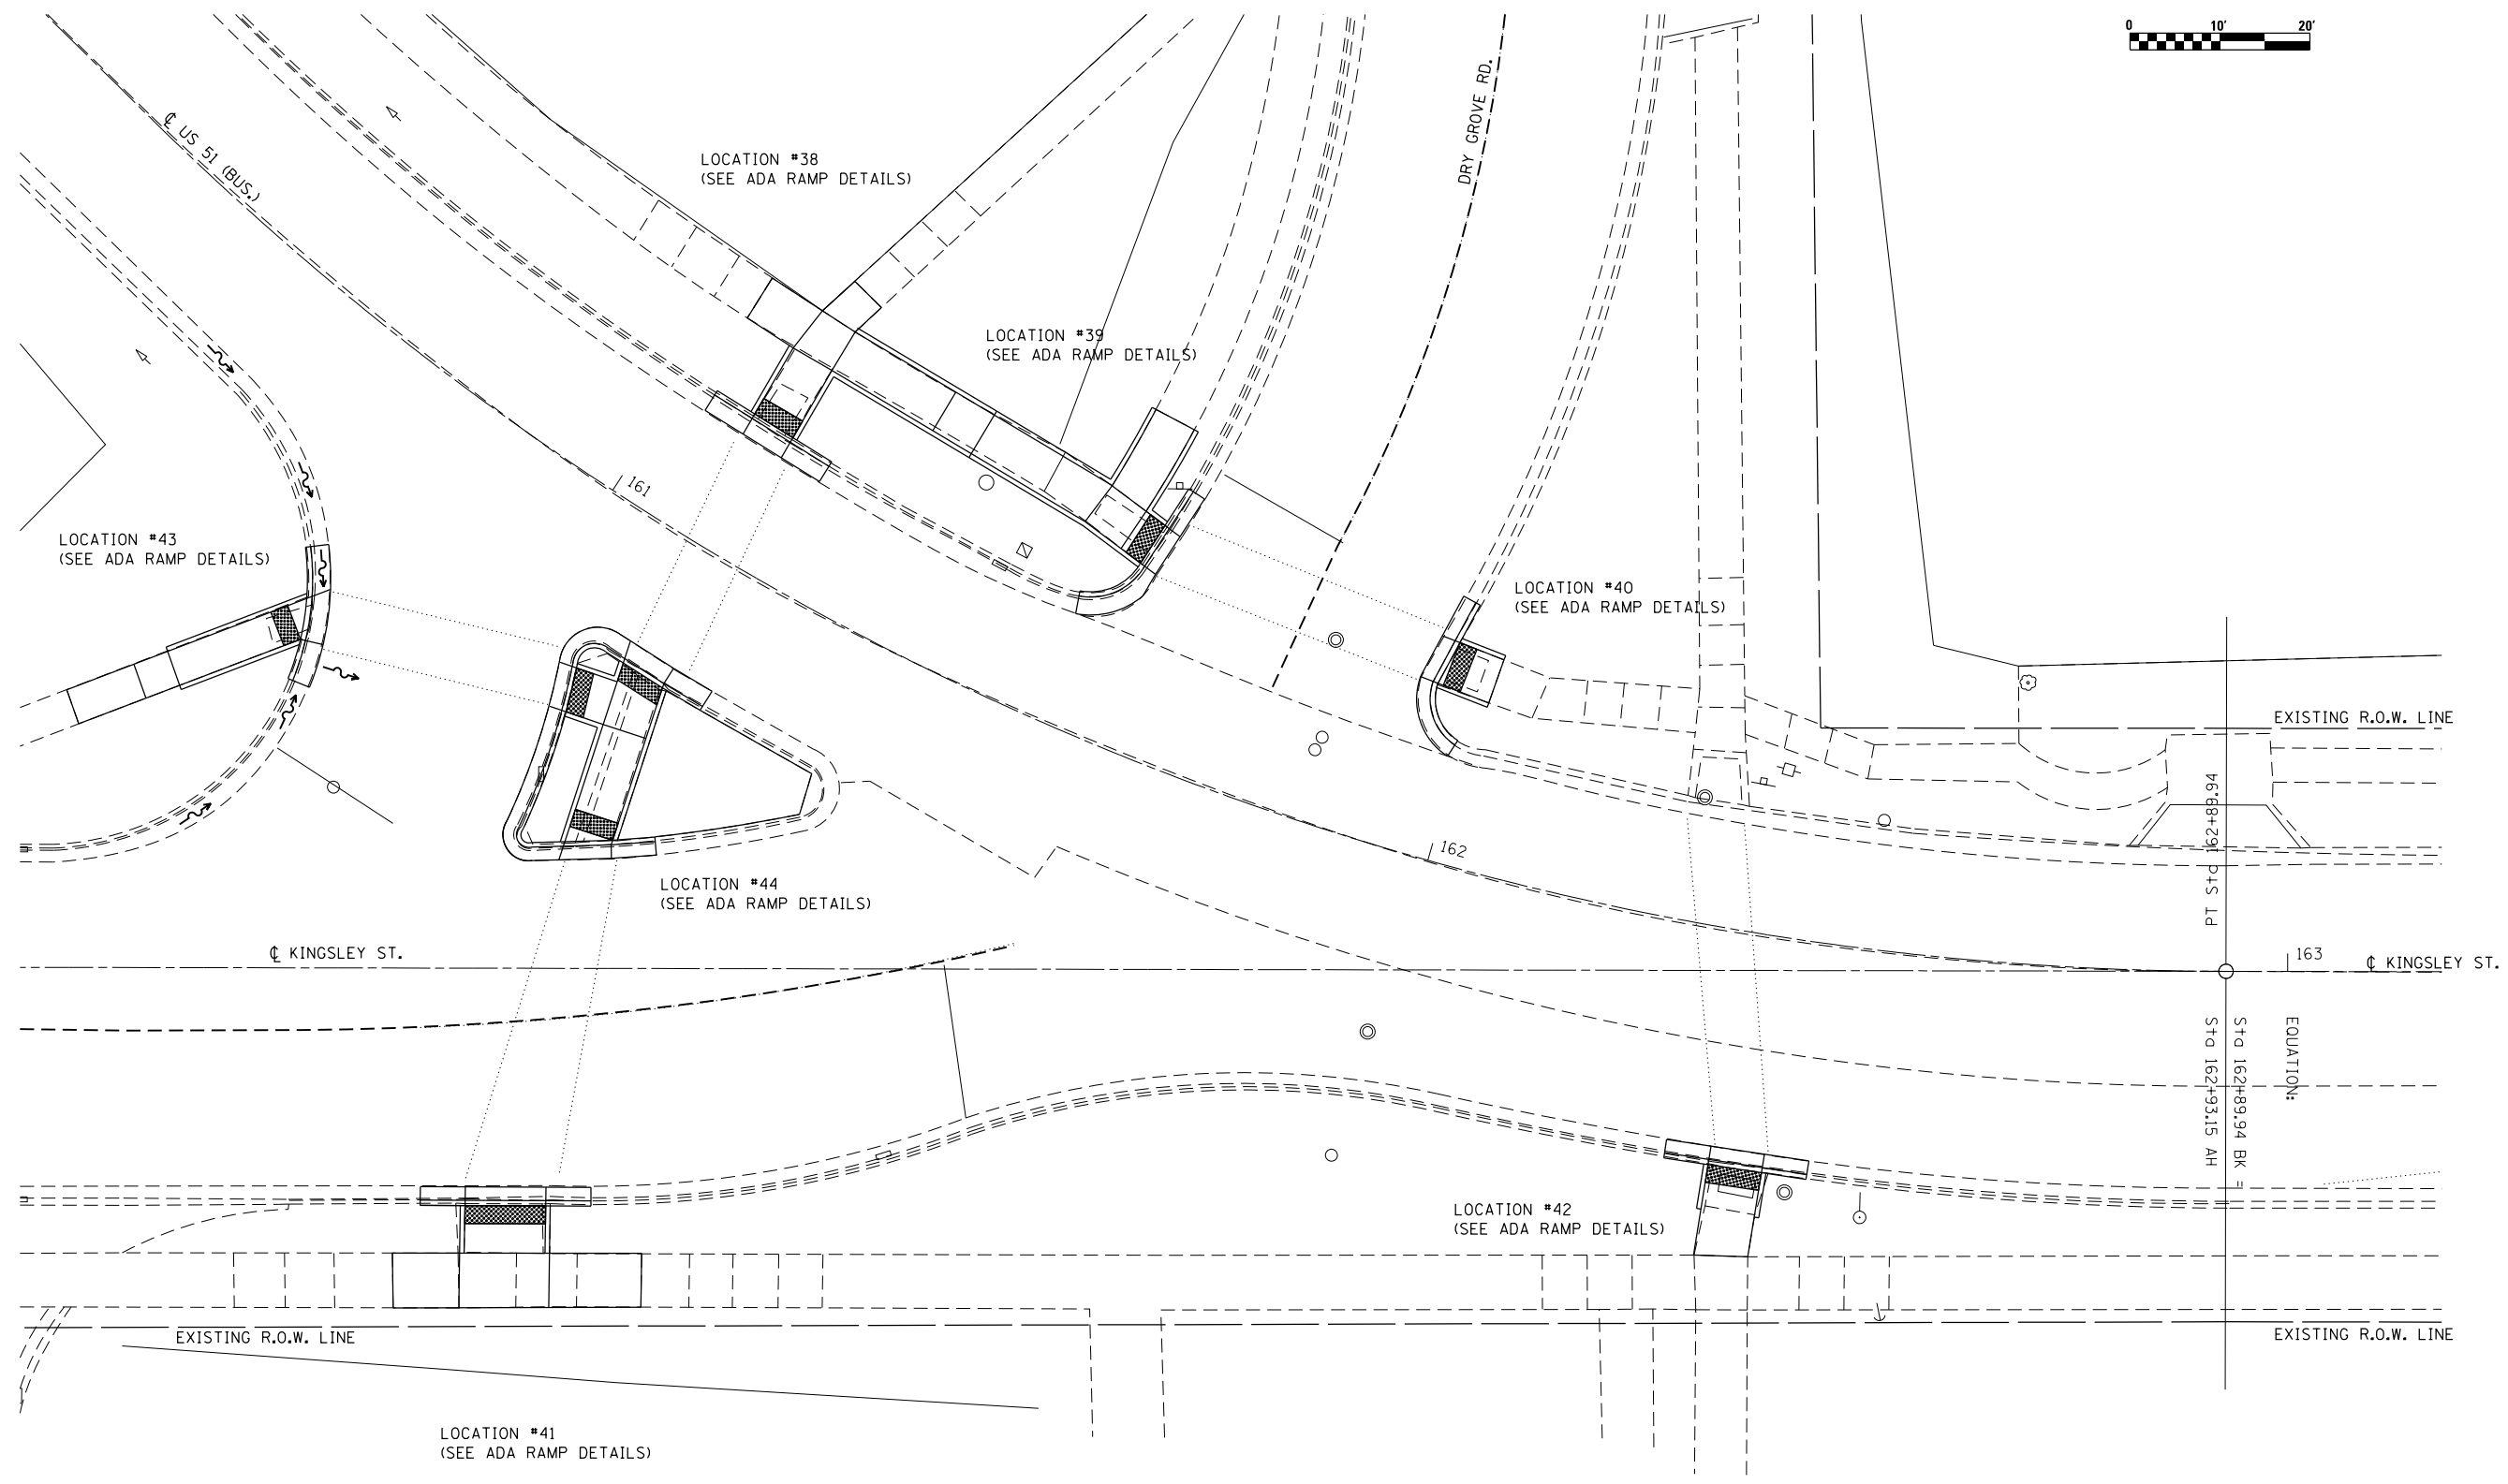 0 10' 20'
℄ US 51 (BUS.)
DRY GROVE RD.
LOCATION #38
(SEE ADA RAMP DETAILS)
LOCATION #39
(SEE ADA RAMP DETAILS)
161
LOCATION #43
(SEE ADA RAMP DETAILS)
LOCATION #40
(SEE ADA RAMP DETAILS)
EXISTING R.O.W. LINE
PT Sta 162+89.94
162
LOCATION #44
(SEE ADA RAMP DETAILS)
℄ KINGSLEY ST.
163
℄ KINGSLEY ST.
EQUATION:
Sta 162+89.94 BK =
Sta 162+93.15 AH
LOCATION #42
(SEE ADA RAMP DETAILS)
EXISTING R.O.W. LINE
EXISTING R.O.W. LINE
LOCATION #41
(SEE ADA RAMP DETAILS)